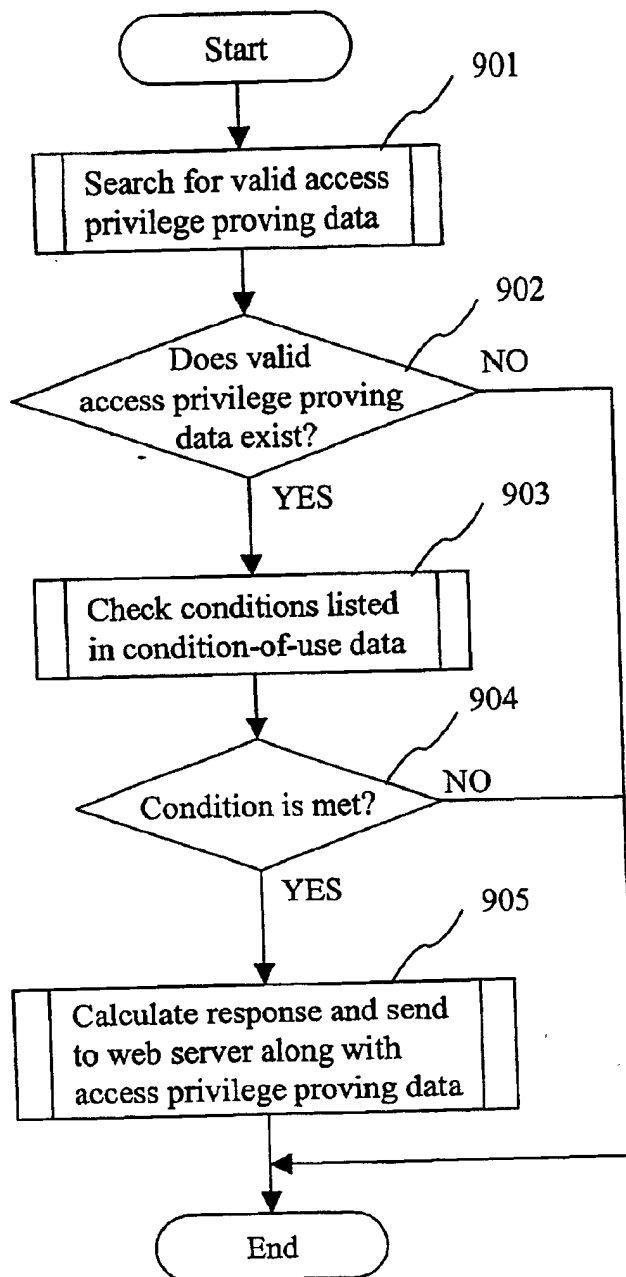 Start
901
Search for valid access
privilege proving data
902
Does valid
access privilege proving
data exist?
NO
YES
903
Check conditions listed
in condition-of-use data
904
Condition is met?
NO
YES
905
Calculate response and send
to web server along with
access privilege proving data
End